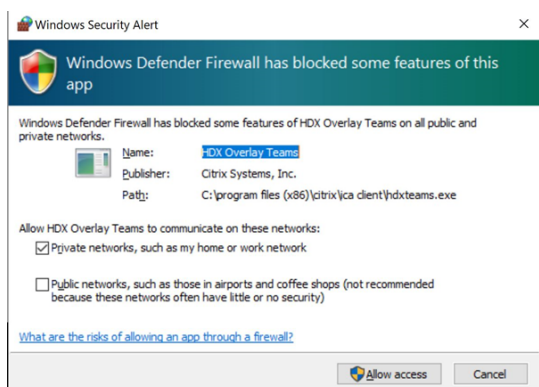 Windows Security Alert
Windows Defender Firewall has blocked some features of this
app
Windows Defender Firewall has blocked some features of HDX Overlay Teams on all public and
private networks.
Name: HDX Overlay Teams
Publisher: Citrix Systems, Inc.
Path: C:\program files (x86)\citrix\ica client\hdxteams.exe
Allow HDX Overlay Teams to communicate on these networks:
Private networks, such as my home or work network
Public networks, such as those in airports and coffee shops (not recommended
because these networks often have little or no security)
What are the risks of allowing an app through a firewall?
Allow access Cancel